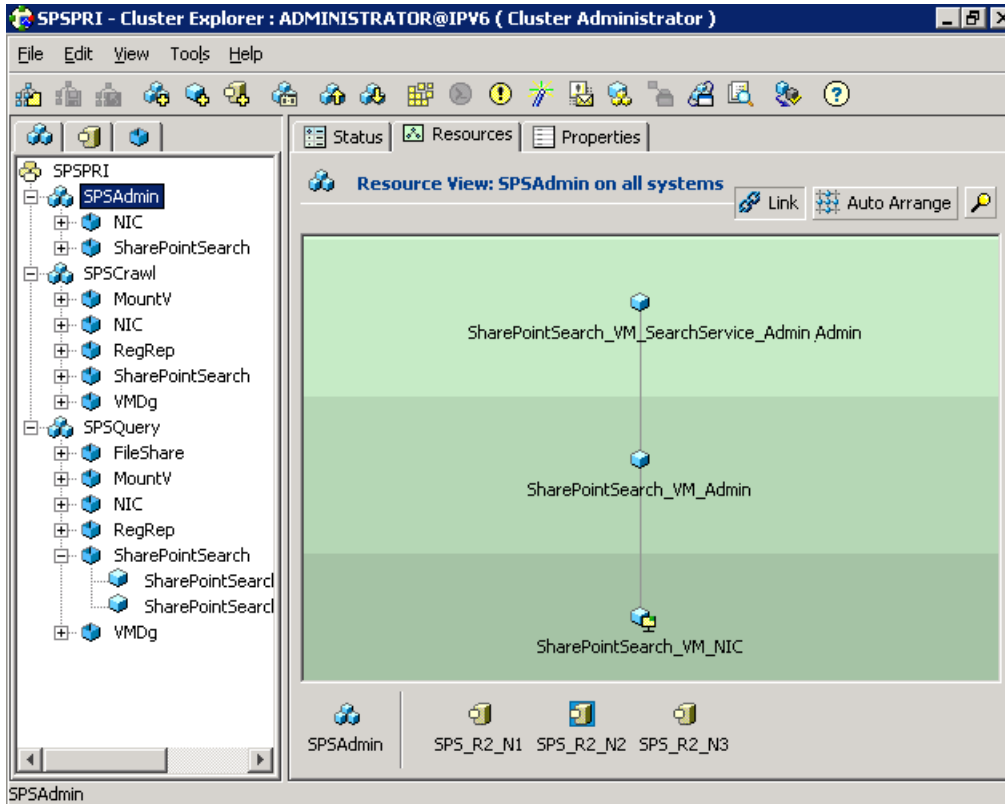 SPSPRI - Cluster Explorer : ADMINISTRATOR@IPV6 ( Cluster Administrator )
File Edit View Tools Help
Status Resources Properties
SPSPRI
SPSAdmin
NIC
SharePointSearch
SPSCrawl
MountV
NIC
RegRep
SharePointSearch
VMDg
SPSQuery
FileShare
MountV
NIC
RegRep
SharePointSearch
SharePointSearc
SharePointSearc
VMDg
Resource View: SPSAdmin on all systems
Link Auto Arrange
SharePointSearch_VM_SearchService_Admin Admin
SharePointSearch_VM_Admin
SharePointSearch_VM_NIC
SPSAdmin SPS_R2_N1 SPS_R2_N2 SPS_R2_N3
SPSAdmin